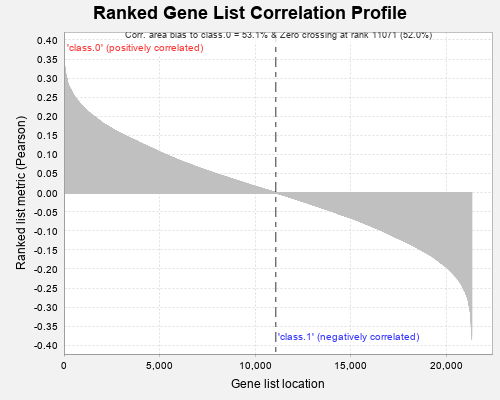 Ranked Gene List Correlation Profile
Corr. area bias to class.0 = 53.1% & Zero crossing at rank 11071 (52.0%)
'class.0' (positively correlated)
0.40
0.35
0.30
0.25
0.20
0.15
0.10
0.05
0.00
-0.05
-0.10
-0.15
-0.20
-0.25
-0.30
-0.35
-0.40
Ranked list metric (Pearson)
'class.1' (negatively correlated)
0 5,000 10,000 15,000 20,000
Gene list location